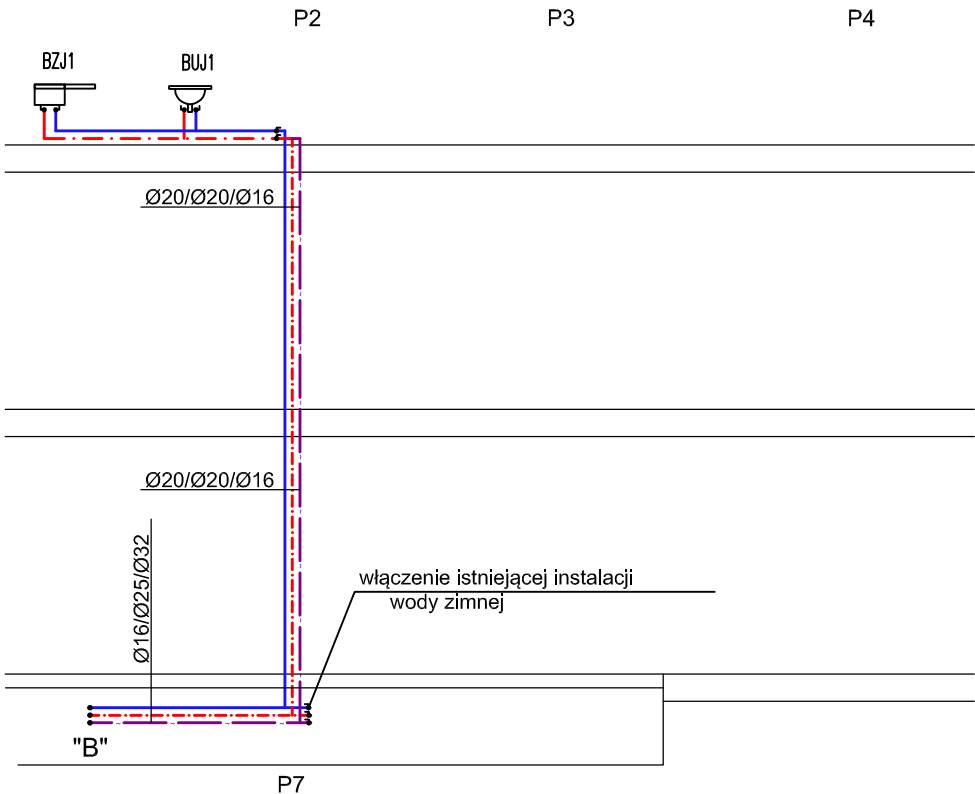 P2
P3
P4
BZJ1
BUJ1
Ø20/Ø20/Ø16
Ø20/Ø20/Ø16
Ø16/Ø25/Ø32
włączenie istniejącej instalacji
wody zimnej
"B"
P7